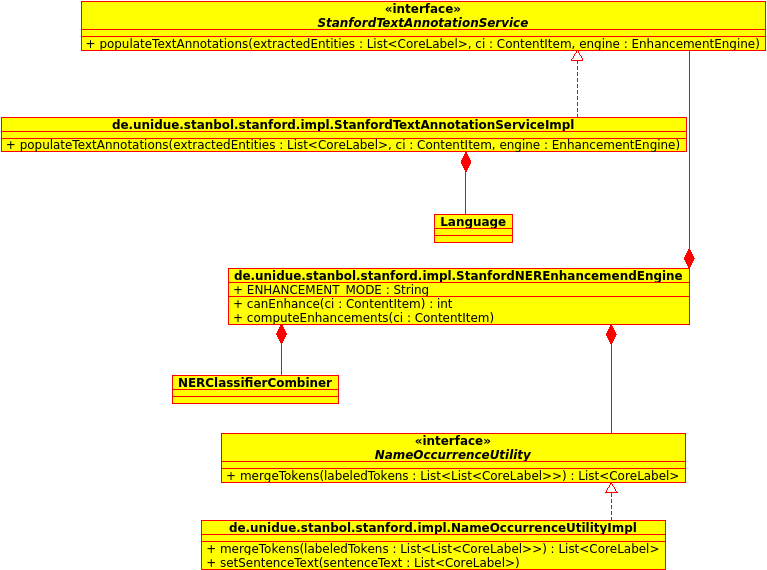 «interface»
StanfordTextAnnotationService
+ populateTextAnnotations(extractedEntities : List<CoreLabel>, ci : ContentItem, engine : EnhancementEngine)
de.unidue.stanbol.stanford.impl.StanfordTextAnnotationServiceImpl
+ populateTextAnnotations(extractedEntities : List<CoreLabel>, ci : ContentItem, engine : EnhancementEngine)
Language
de.unidue.stanbol.stanford.impl.StanfordNEREnhancemendEngine
+ ENHANCEMENT_MODE : String
+ canEnhance(ci : ContentItem) : int
+ computeEnhancements(ci : ContentItem)
NERClassifierCombiner
«interface»
NameOccurrenceUtility
+ mergeTokens(labeledTokens : List<List<CoreLabel>>) : List<CoreLabel>
de.unidue.stanbol.stanford.impl.NameOccurrenceUtilityImpl
+ mergeTokens(labeledTokens : List<List<CoreLabel>>) : List<CoreLabel>
+ setSentenceText(sentenceText : List<CoreLabel>)